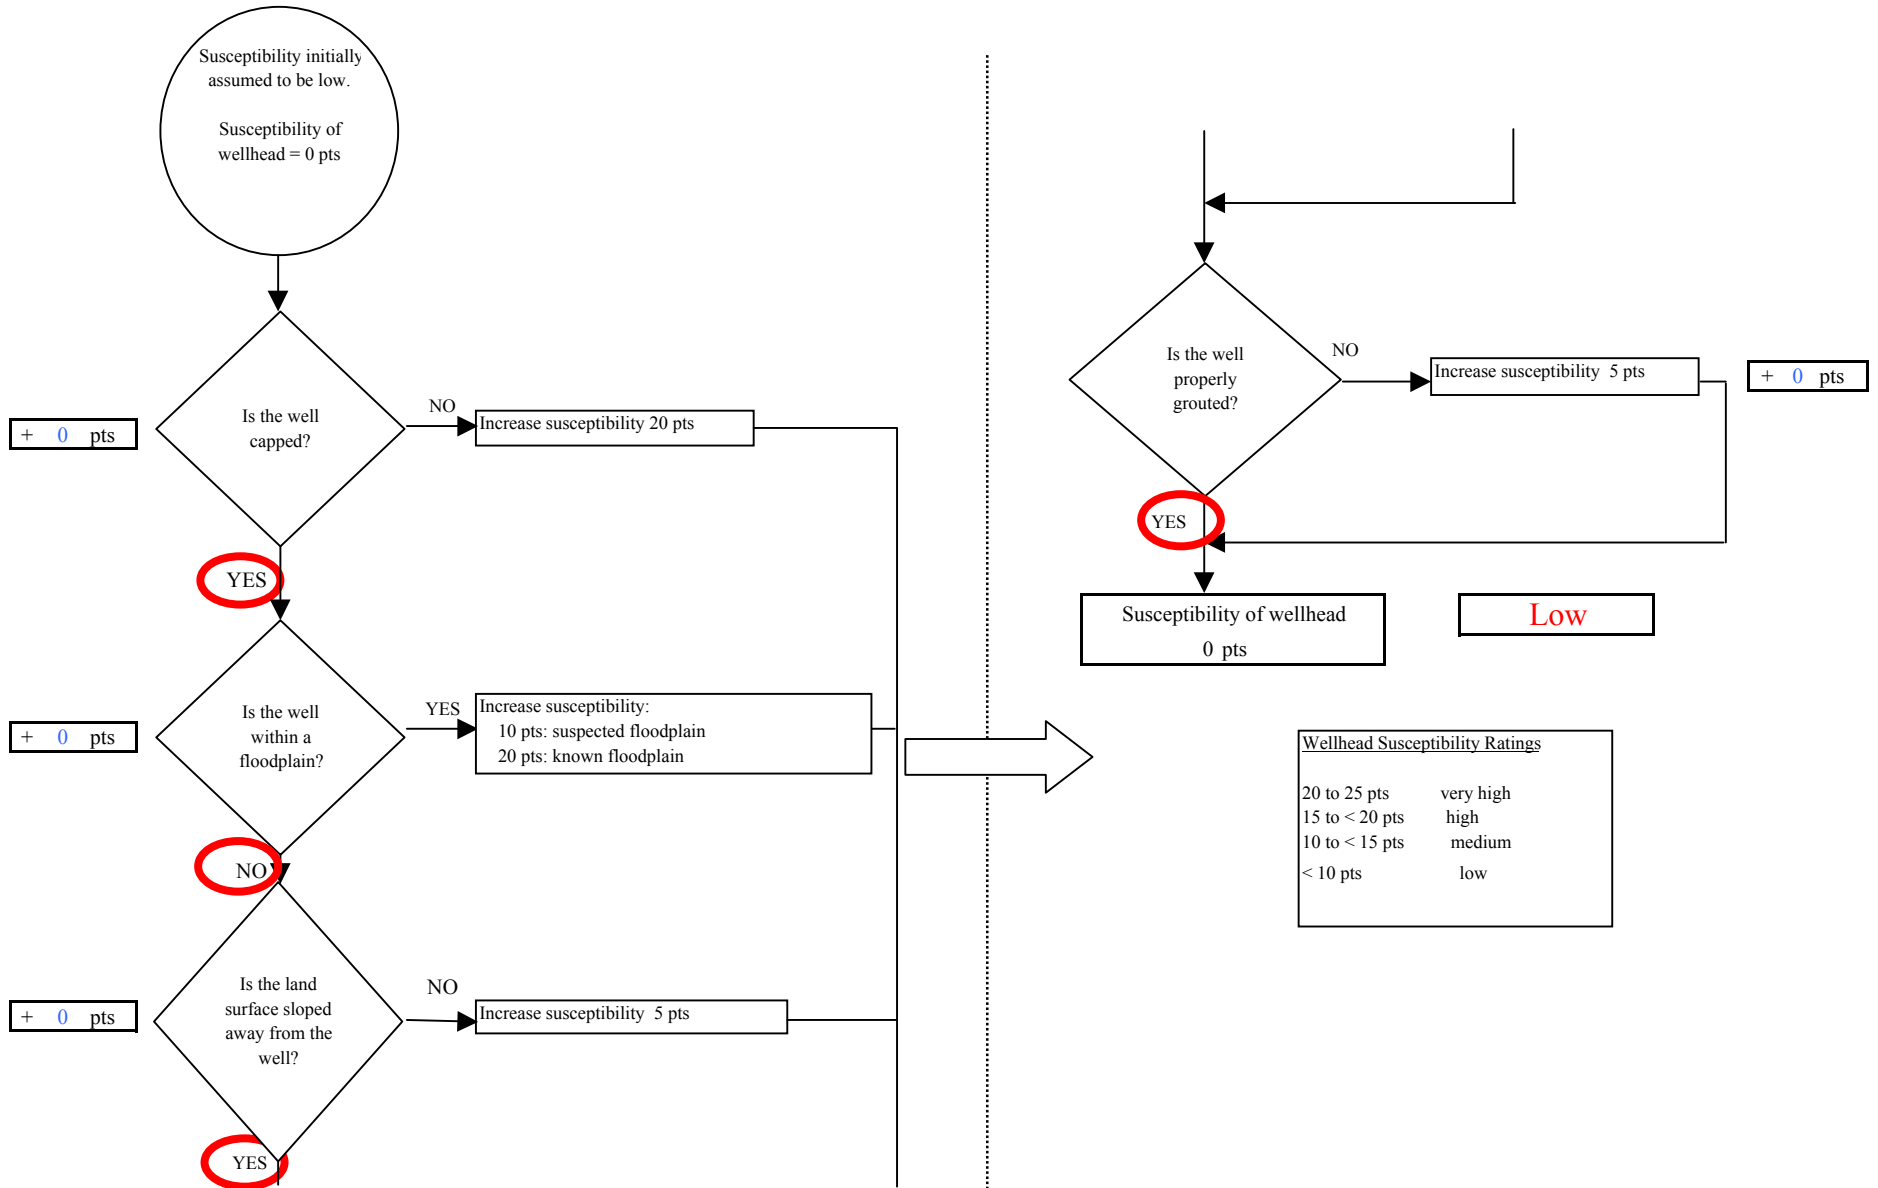 Susceptibility initially
assumed to be low.
Susceptibility of
wellhead = 0 pts
Is the well
capped?
NO
Increase susceptibility 20 pts
+ 0 pts
YES
Is the well
within a
floodplain?
YES
Increase susceptibility:
10 pts: suspected floodplain
20 pts: known floodplain
+ 0 pts
NO
Is the land
surface sloped
away from the
well?
NO
Increase susceptibility 5 pts
+ 0 pts
YES
Is the well
properly
grouted?
NO
Increase susceptibility 5 pts
+ 0 pts
YES
Susceptibility of wellhead
0 pts
Low
Wellhead Susceptibility Ratings
20 to 25 pts very high
15 to < 20 pts high
10 to < 15 pts medium
< 10 pts low